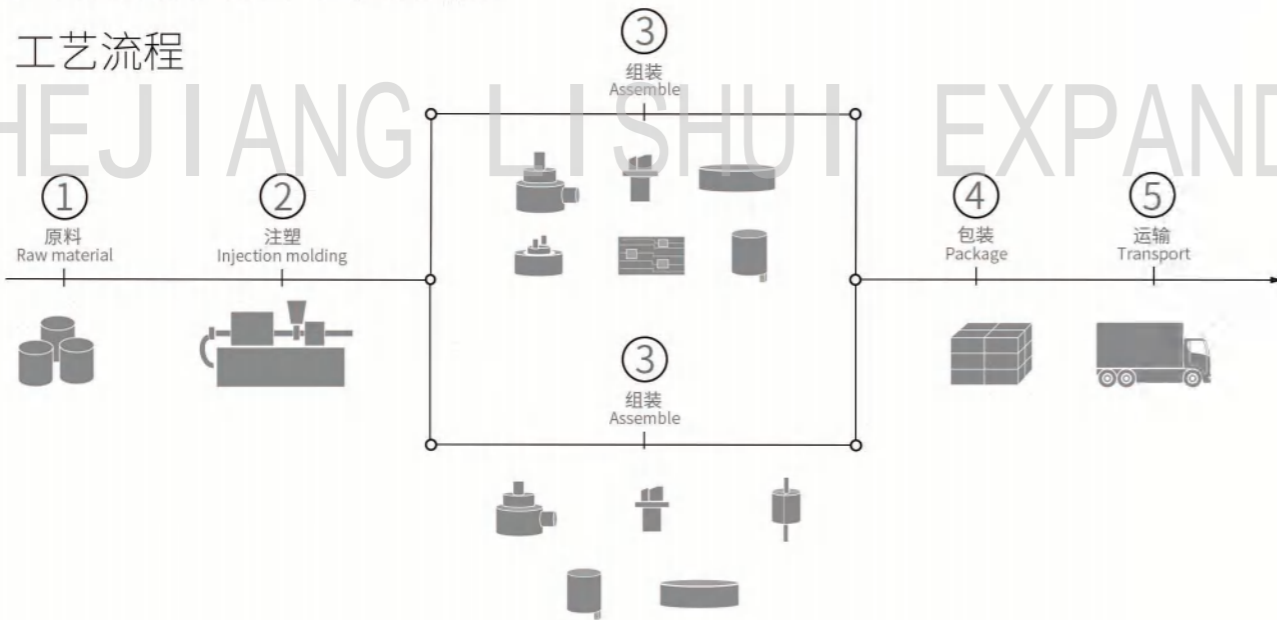 工艺流程
HEJIANG LISHUI EXPAND
③
组装
Assemble
①
原料
Raw material
②
注塑
Injection molding
④
包装
Package
⑤
运输
Transport
③
组装
Assemble